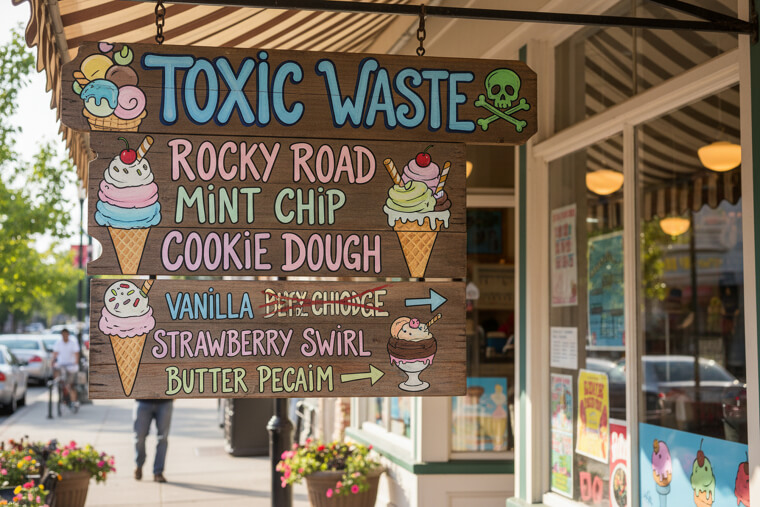 TOXIC WASTE
ROCKY ROAD
MINT CHIP
COOKIE DOUGH
VANILLA
STRAWBERRY SWIRL
BUTTER PECAIM